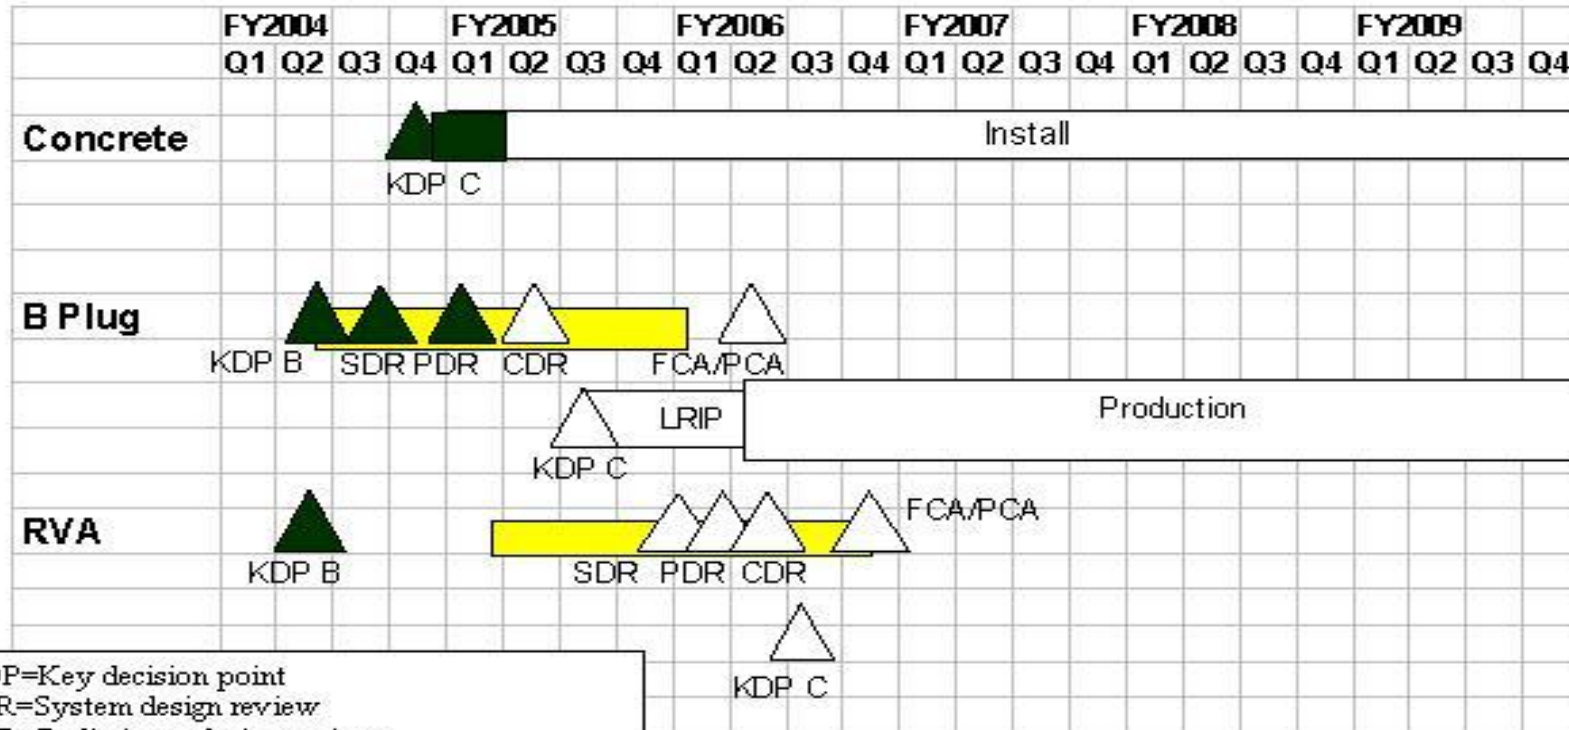 FY2004 FY2005 FY2006 FY2007 FY2008 FY2009
Q1 Q2 Q3 Q4 Q1 Q2 Q3 Q4 Q1 Q2 Q3 Q4 Q1 Q2 Q3 Q4 Q1 Q2 Q3 Q4 Q1 Q2 Q3 Q4
Concrete
Install
KDP C
B Plug
KDP B SDR PDR CDR FCA/PCA
LRIP
Production
KDP C
RVA
FCA/PCA
KDP B
SDR PDR CDR
KDP C
P=Key decision point
R=System design review